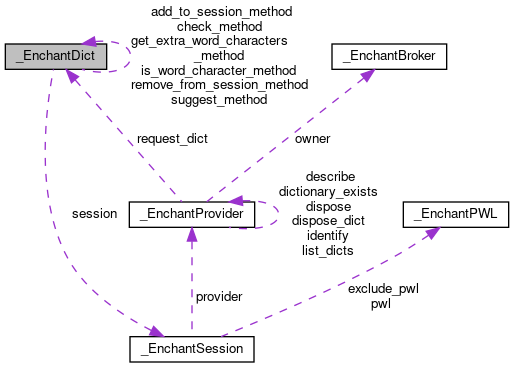 add_to_session_method
check_method
get_extra_word_characters
_method
is_word_character_method
remove_from_session_method
suggest_method
_EnchantDict
_EnchantBroker
request_dict
owner
describe
dictionary_exists
dispose
dispose_dict
identify
list_dicts
_EnchantProvider
_EnchantPWL
session
provider
exclude_pwl
pwl
_EnchantSession